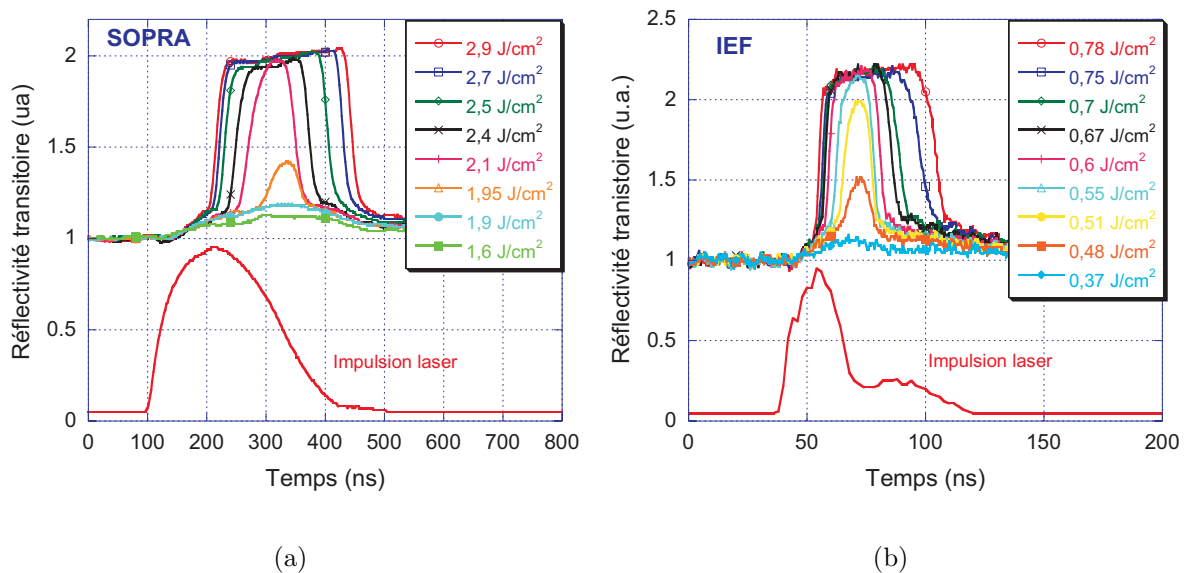 SOPRA
2,9 J/cm²
2,7 J/cm²
2,5 J/cm²
2,4 J/cm²
2,1 J/cm²
1,95 J/cm²
1,9 J/cm²
1,6 J/cm²
Impulsion laser
Réflectivité transitoire (ua)
0
0.5
1
1.5
2
0 100 200 300 400 500 600 700 800
Temps (ns)
(a)
IEF
0,78 J/cm²
0,75 J/cm²
0,7 J/cm²
0,67 J/cm²
0,6 J/cm²
0,55 J/cm²
0,51 J/cm²
0,48 J/cm²
0,37 J/cm²
Impulsion laser
Réflectivité transitoire (u.a.)
0
0.5
1
1.5
2
2.5
0 50 100 150 200
Temps (ns)
(b)